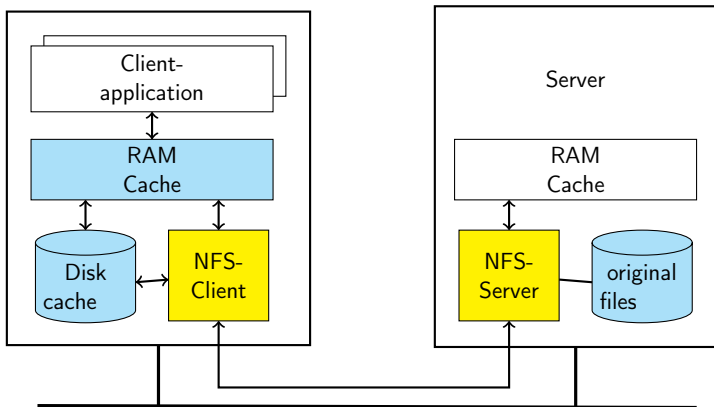 Client-
application
RAM
Cache
Disk
cache
NFS-
Client
Server
RAM
Cache
NFS-
Server
original
files